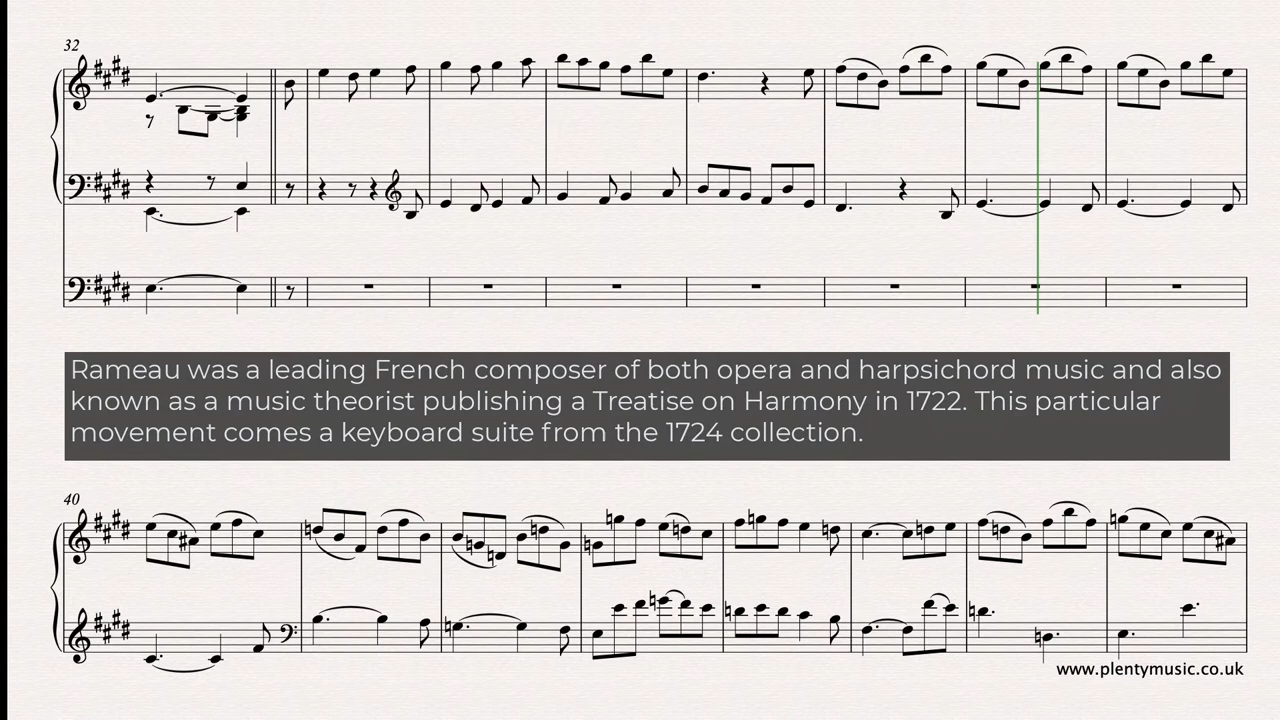 32
Rameau was a leading French composer of both opera and harpsichord music and also
known as a music theorist publishing a Treatise on Harmony in 1722. This particular
movement comes a keyboard suite from the 1724 collection.
40
www.plentymusic.co.uk